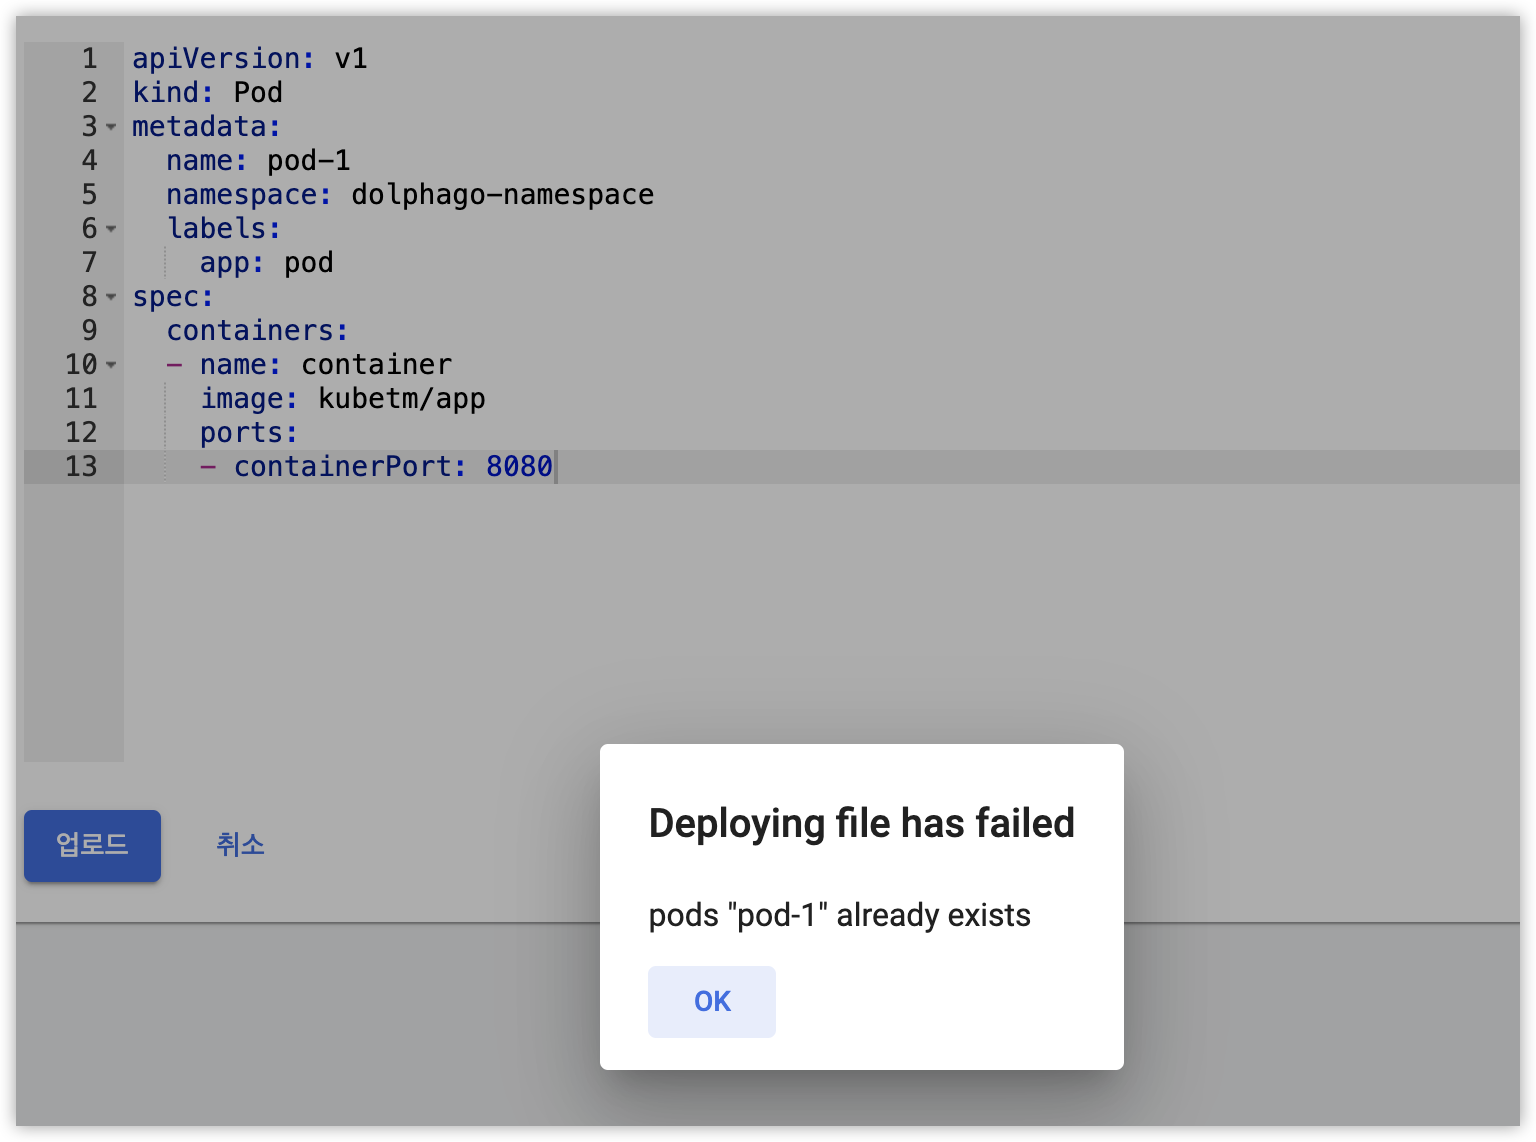 1 apiVersion: v1
2 kind: Pod
3 metadata:
4   name: pod-1
5   namespace: dolphago-namespace
6   labels:
7     app: pod
8 spec:
9   containers:
10   - name: container
11     image: kubetm/app
12     ports:
13     - containerPort: 8080
업로드 취소
Deploying file has failed
pods "pod-1" already exists
OK